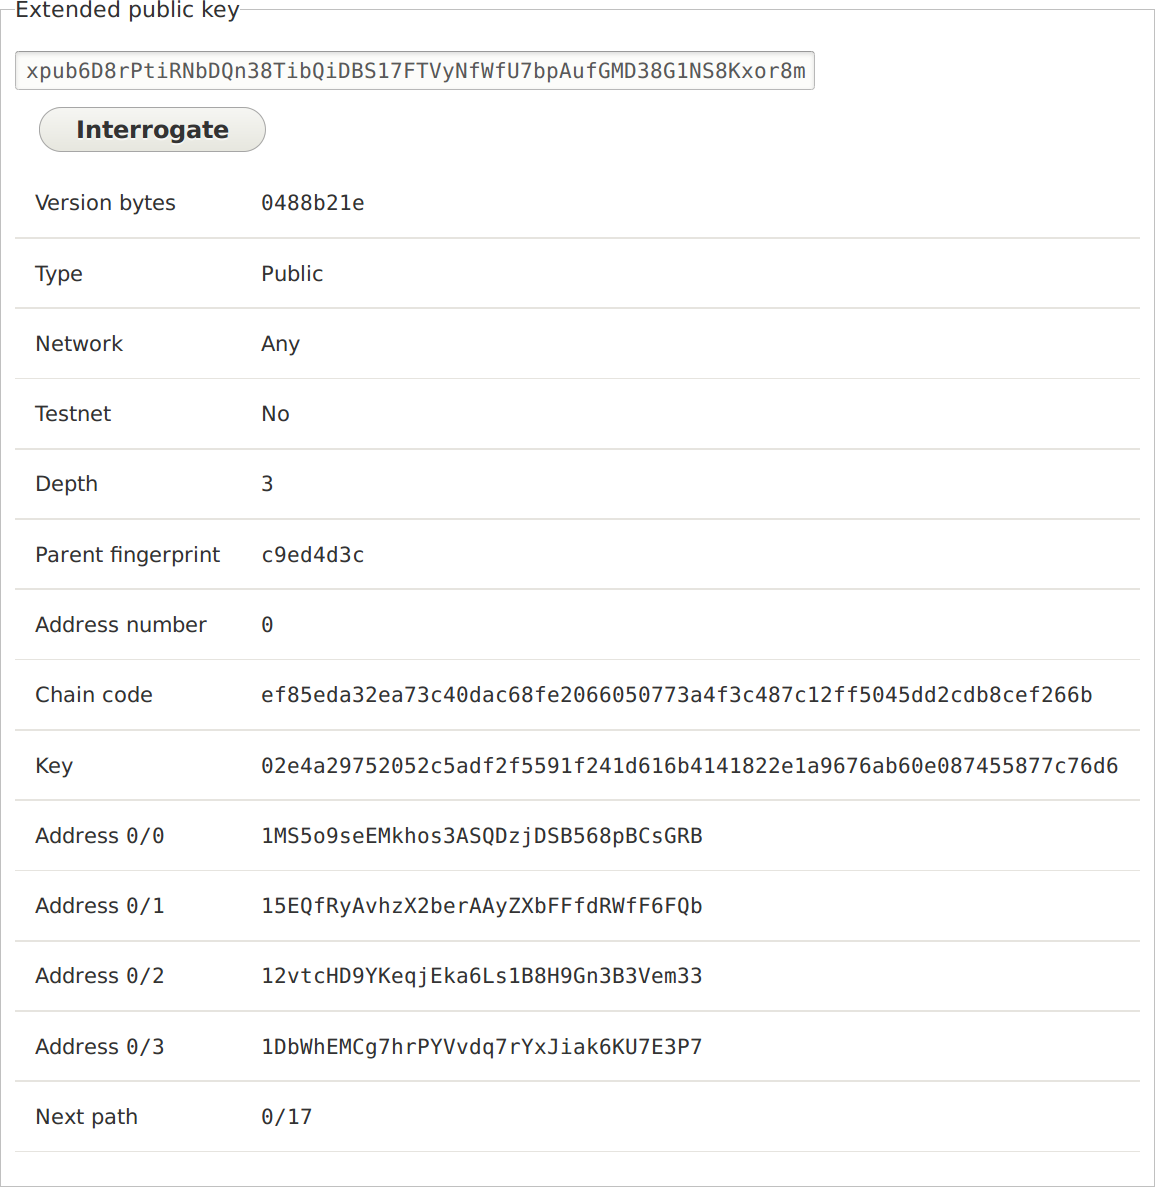 Extended public key
xpub6D8rPtiRNbDQn38TibQiDBS17FTVyNfWfU7bpAufGMD38G1NS8Kxor8m
Interrogate
Version bytes 0488b21e
Type Public
Network Any
Testnet No
Depth 3
Parent fingerprint c9ed4d3c
Address number 0
Chain code ef85eda32ea73c40dac68fe2066050773a4f3c487c12ff5045dd2cdb8cef266b
Key 02e4a29752052c5adf2f5591f241d616b4141822e1a9676ab60e087455877c76d6
Address 0/0 1MS5o9seEMkhos3ASQDzjDSB568pBCsGRB
Address 0/1 15EQfRyAvhzX2berAAyZXbFFfdRWfF6FQb
Address 0/2 12vtcHD9YKeqjEka6Ls1B8H9Gn3B3Vem33
Address 0/3 1DbWhEMCg7hrPYVvdq7rYxJiak6KU7E3P7
Next path 0/17